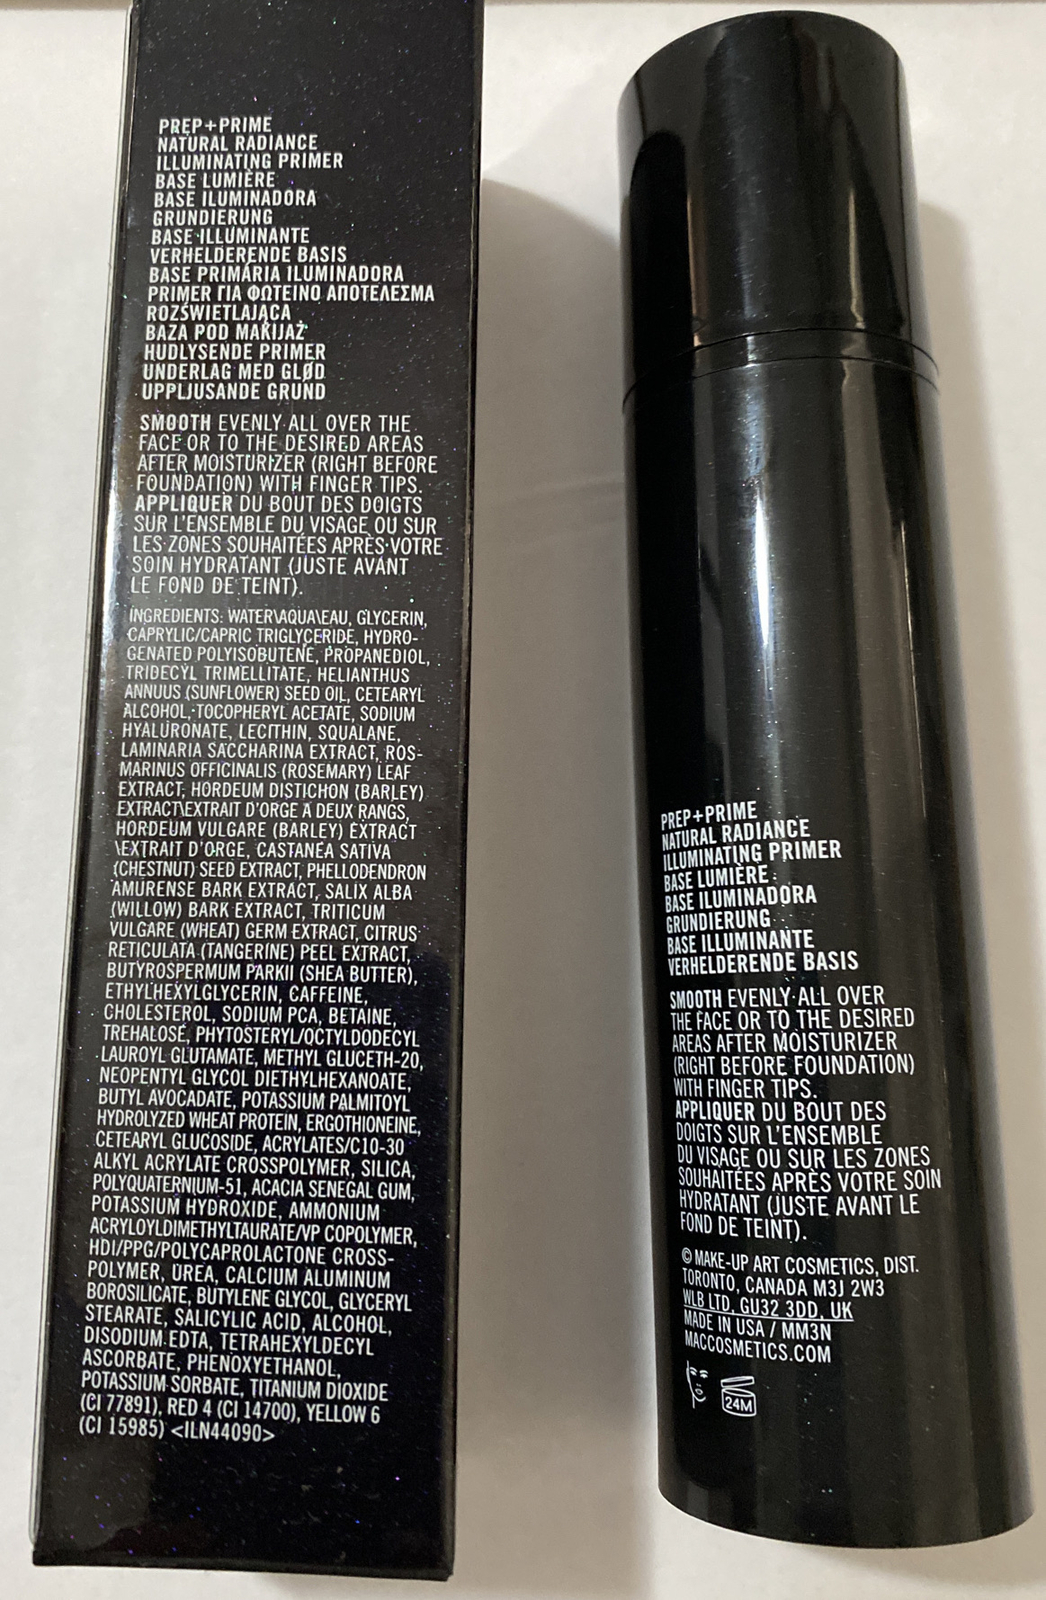 PREP+PRIME
NATURAL RADIANCE
ILLUMINATING PRIMER
BASE LUMIÈRE
BASE ILUMINADORA
GRUNDIERUNG
BASE ILLUMINANTE
VERHELDERENDE BASIS
BASE PRIMÁRIA ILUMINADORA
PRIMER ΓΙΑ ΦΩΤΕΙΝΟ ΑΠΟΤΕΛΕΣΜΑ
ROZŚWIETLAJĄCA
BAZA POD MAKIJAŻ
HUDLYSENDE PRIMER
UNDERLAG MED GLØD
UPPLJUSANDE GRUND
SMOOTH EVENLY ALL OVER THE
FACE OR TO THE DESIRED AREAS
AFTER MOISTURIZER (RIGHT BEFORE
FOUNDATION) WITH FINGER TIPS.
APPLIQUER DU BOUT DES DOIGTS
SUR L'ENSEMBLE DU VISAGE OU SUR
LES ZONES SOUHAITÉES APRÈS VOTRE
SOIN HYDRATANT (JUSTE AVANT
LE FOND DE TEINT).
INGREDIENTS: WATER\AQUA\EAU, GLYCERIN,
CAPRYLIC/CAPRIC TRIGLYCERIDE, HYDRO-
GENATED POLYISOBUTENE, PROPANEDIOL,
TRIDECYL TRIMELLITATE, HELIANTHUS
ANNUUS (SUNFLOWER) SEED OIL, CETEARYL
ALCOHOL, TOCOPHERYL ACETATE, SODIUM
HYALURONATE, LECITHIN, SQUALANE,
LAMINARIA SACCHARINA EXTRACT, ROS-
MARINUS OFFICINALIS (ROSEMARY) LEAF
EXTRACT, HORDEUM DISTICHON (BARLEY)
EXTRACT\EXTRAIT D'ORGE À DEUX RANGS,
HORDEUM VULGARE (BARLEY) EXTRACT
\EXTRAIT D'ORGE, CASTANEA SATIVA
(CHESTNUT) SEED EXTRACT, PHELLODENDRON
AMURENSE BARK EXTRACT, SALIX ALBA
(WILLOW) BARK EXTRACT, TRITICUM
VULGARE (WHEAT) GERM EXTRACT, CITRUS
RETICULATA (TANGERINE) PEEL EXTRACT,
BUTYROSPERMUM PARKII (SHEA BUTTER),
ETHYLHEXYLGLYCERIN, CAFFEINE,
CHOLESTEROL, SODIUM PCA, BETAINE,
TREHALOSE, PHYTOSTERYL/OCTYLDODECYL
LAUROYL GLUTAMATE, METHYL GLUCETH-20,
NEOPENTYL GLYCOL DIETHYLHEXANOATE,
BUTYL AVOCADATE, POTASSIUM PALMITOYL
HYDROLYZED WHEAT PROTEIN, ERGOTHIONEINE,
CETEARYL GLUCOSIDE, ACRYLATES/C10-30
ALKYL ACRYLATE CROSSPOLYMER, SILICA,
POLYQUATERNIUM-51, ACACIA SENEGAL GUM,
POTASSIUM HYDROXIDE, AMMONIUM
ACRYLOYLDIMETHYLTAURATE/VP COPOLYMER,
HDI/PPG/POLYCAPROLACTONE CROSS-
POLYMER, UREA, CALCIUM ALUMINUM
BOROSILICATE, BUTYLENE GLYCOL, GLYCERYL
STEARATE, SALICYLIC ACID, ALCOHOL,
DISODIUM EDTA, TETRAHEXYLDECYL
ASCORBATE, PHENOXYETHANOL,
POTASSIUM SORBATE, TITANIUM DIOXIDE
(CI 77891), RED 4 (CI 14700), YELLOW 6
(CI 15985) <ILN44090>
PREP+PRIME
NATURAL RADIANCE
ILLUMINATING PRIMER
BASE LUMIÈRE
BASE ILUMINADORA
GRUNDIERUNG
BASE ILLUMINANTE
VERHELDERENDE BASIS
SMOOTH EVENLY ALL OVER
THE FACE OR TO THE DESIRED
AREAS AFTER MOISTURIZER
(RIGHT BEFORE FOUNDATION)
WITH FINGER TIPS.
APPLIQUER DU BOUT DES
DOIGTS SUR L'ENSEMBLE
DU VISAGE OU SUR LES ZONES
SOUHAITÉES APRÈS VOTRE SOIN
HYDRATANT (JUSTE AVANT LE
FOND DE TEINT).
© MAKE-UP ART COSMETICS, DIST.
TORONTO, CANADA M3J 2W3
WLB LTD, GU32 3DD, UK
MADE IN USA / MM3N
MACCOSMETICS.COM
24M